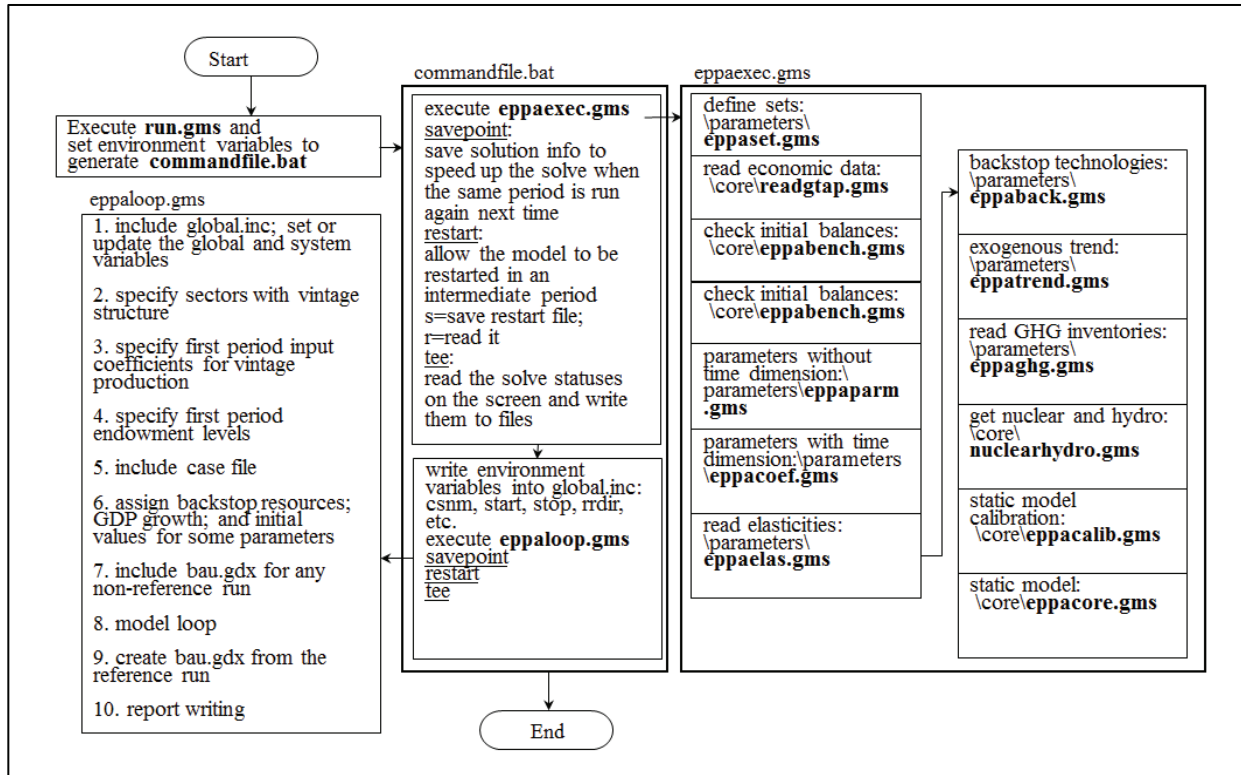 Start
Execute run.gms and
set environment variables to
generate commandfile.bat
eppaloop.gms
1. include global.inc; set or
update the global and system
variables
2. specify sectors with vintage
structure
3. specify first period input
coefficients for vintage
production
4. specify first period
endowment levels
5. include case file
6. assign backstop resources;
GDP growth; and initial
values for some parameters
7. include bau.gdx for any
non-reference run
8. model loop
9. create bau.gdx from the
reference run
10. report writing
commandfile.bat
execute eppaexec.gms
savepoint:
save solution info to
speed up the solve when
the same period is run
again next time
restart:
allow the model to be
restarted in an
intermediate period
s=save restart file;
r=read it
tee:
read the solve statuses
on the screen and write
them to files
write environment
variables into global.inc:
csnm, start, stop, rrdir,
etc.
execute eppaloop.gms
savepoint
restart
tee
End
eppaexec.gms
define sets:
\parameters\
eppaset.gms
read economic data:
\core\readgtap.gms
check initial balances:
\core\eppabench.gms
check initial balances:
\core\eppabench.gms
parameters without
time dimension:\
parameters\eppaparm
.gms
parameters with time
dimension:\parameters
\eppacoef.gms
read elasticities:
\parameters\
eppaelas.gms
backstop technologies:
\parameters\
eppaback.gms
exogenous trend:
\parameters\
eppatrend.gms
read GHG inventories:
\parameters\
eppaghg.gms
get nuclear and hydro:
\core\
nuclearhydro.gms
static model
calibration:
\core\eppacalib.gms
static model:
\core\eppacore.gms